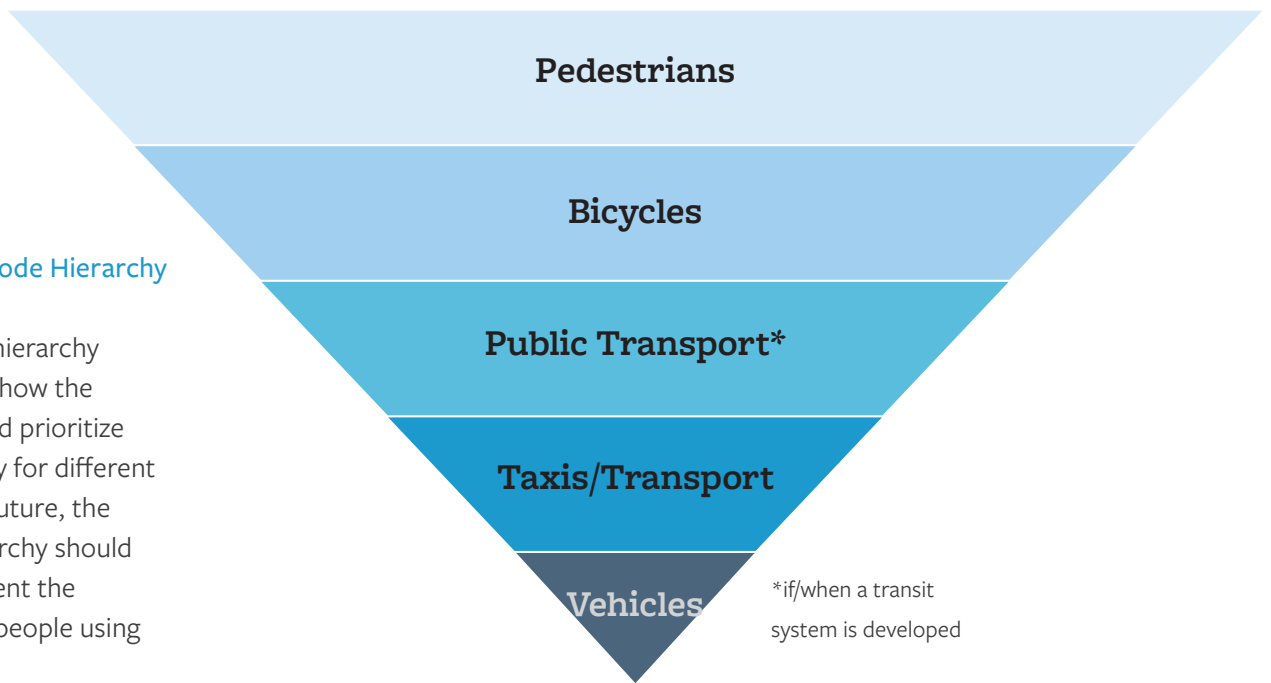 Pedestrians
Bicycles
Public Transport*
Taxis/Transport
Vehicles
ode Hierarchy
hierarchy
how the
d prioritize
y for different
uture, the
rchy should
ent the
people using
*if/when a transit
system is developed